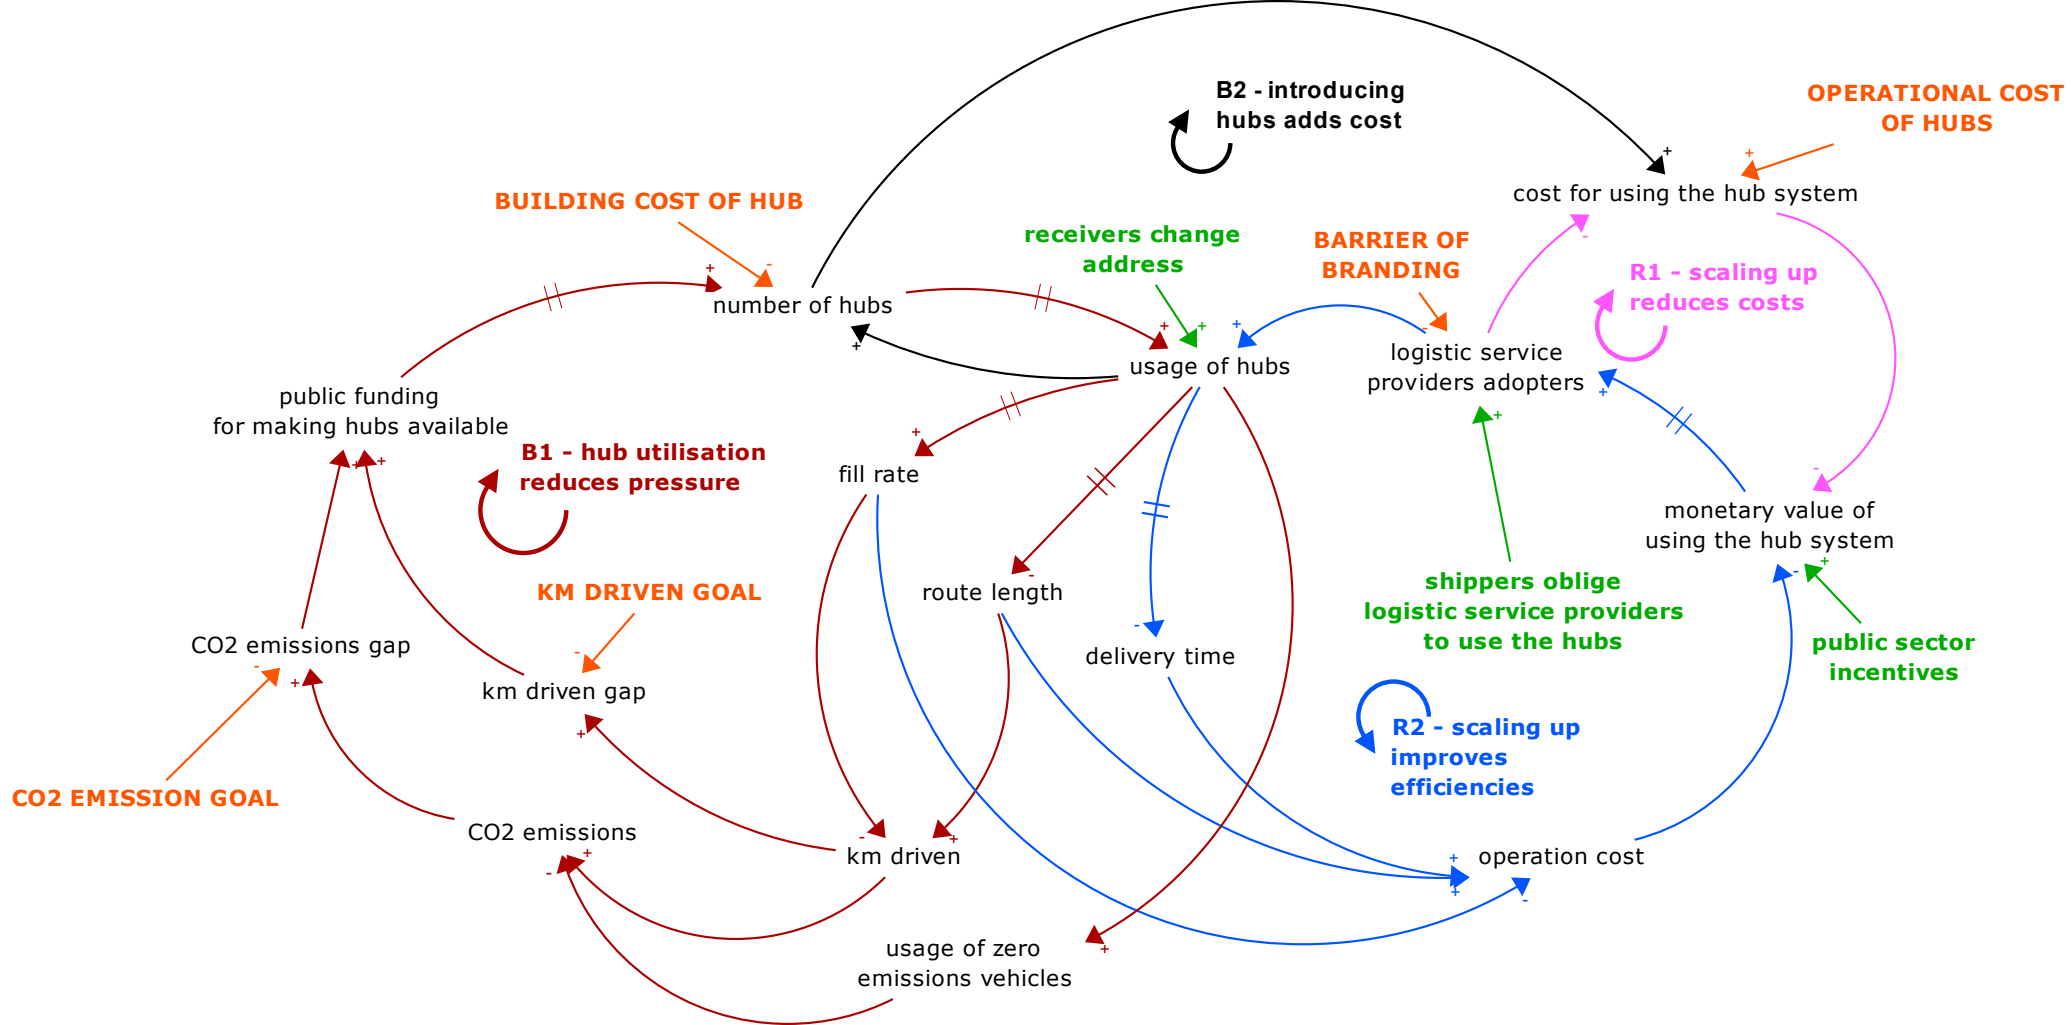 B2 - introducing
hubs adds cost
OPERATIONAL COST
OF HUBS
+
+
cost for using the hub system
-
BUILDING COST OF HUB
-
+
number of hubs
+
receivers change
address
+
+
+
usage of hubs
BARRIER OF
BRANDING
-
logistic service
providers adopters
+
+
R1 - scaling up
reduces costs
-
monetary value of
using the hub system
-
+
public funding
for making hubs available
+
+
B1 - hub utilisation
reduces pressure
+
fill rate
-
route length
-
delivery time
shippers oblige
logistic service providers
to use the hubs
public sector
incentives
KM DRIVEN GOAL
-
km driven gap
+
CO2 emissions gap
-
+
CO2 EMISSION GOAL
R2 - scaling up
improves
efficiencies
CO2 emissions
+
-
-
+
km driven
+
+
-
operation cost
usage of zero
emissions vehicles
+